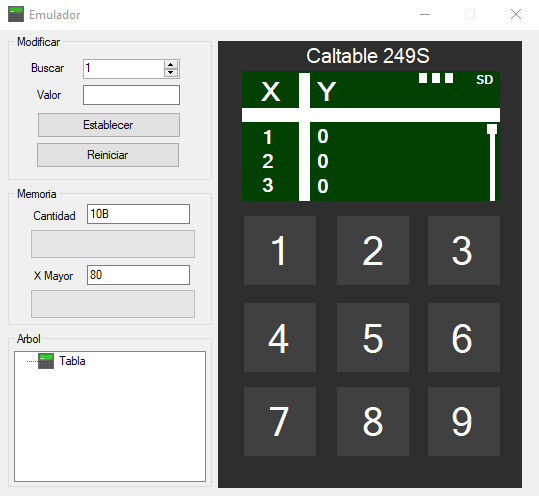 Emulador
Modificar
Buscar 1
Valor
Establecer
Reiniciar
Memoria
Cantidad 10B
X Mayor 80
Arbol
Tabla
Caltable 249S
SD
X Y
1 0
2 0
3 0
1 2 3
4 5 6
7 8 9